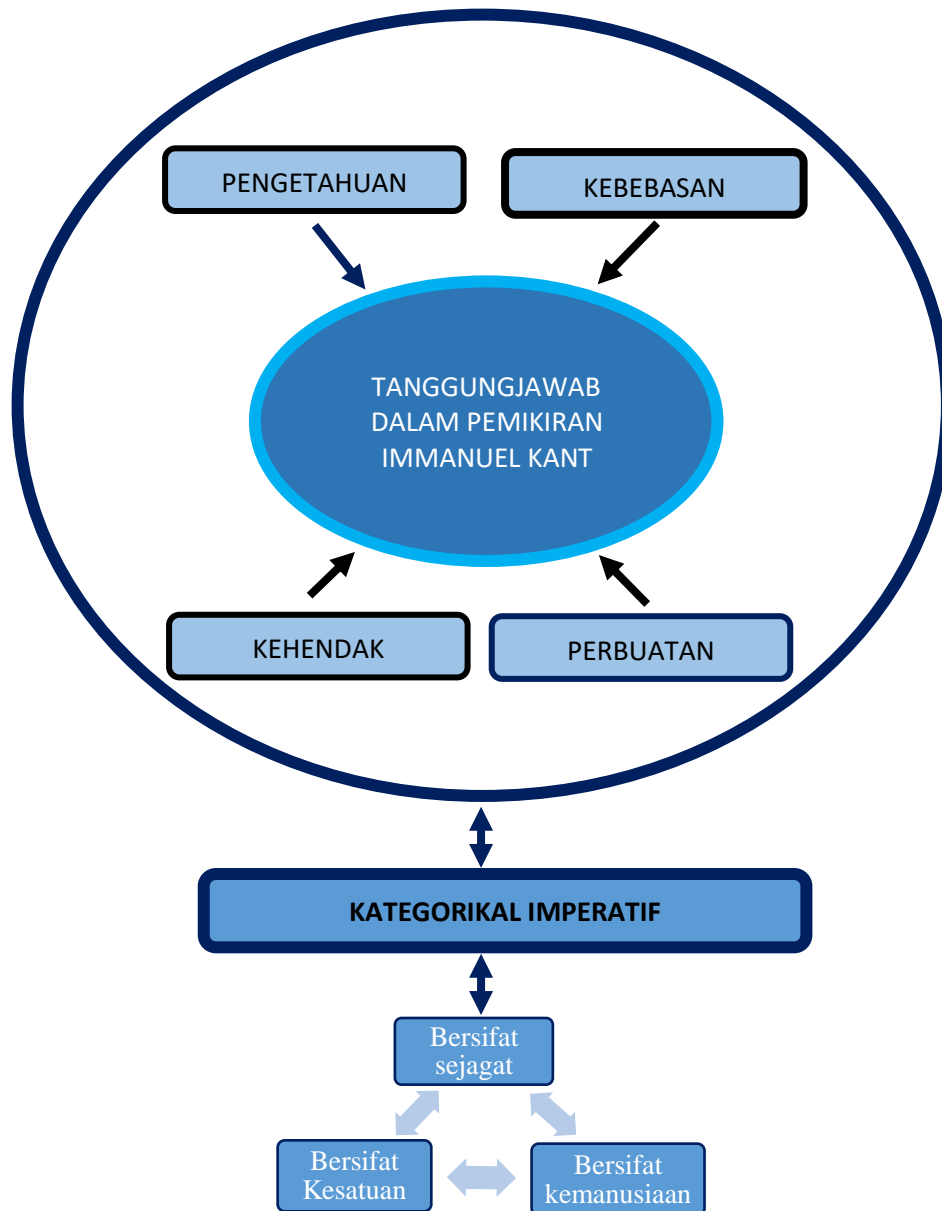 PENGETAHUAN
KEBEBASAN
TANGGUNGJAWAB
DALAM PEMIKIRAN
IMMANUEL KANT
KEHENDAK
PERBUATAN
KATEGORIKAL IMPERATIF
Bersifat
sejagat
Bersifat
Kesatuan
Bersifat
kemanusiaan